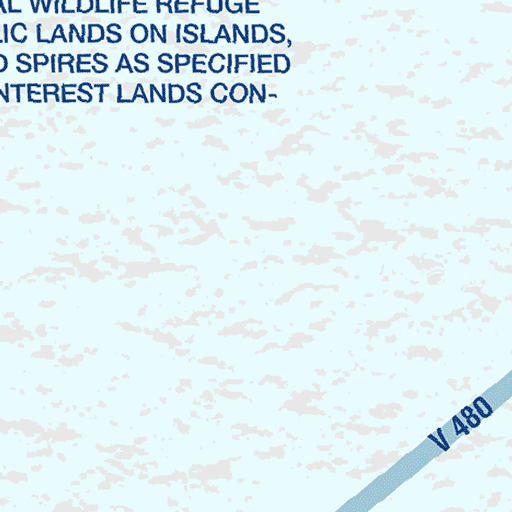 AL WILDLIFE REFUGE
LIC LANDS ON ISLANDS,
D SPIRES AS SPECIFIED
NTEREST LANDS CON-
V 480